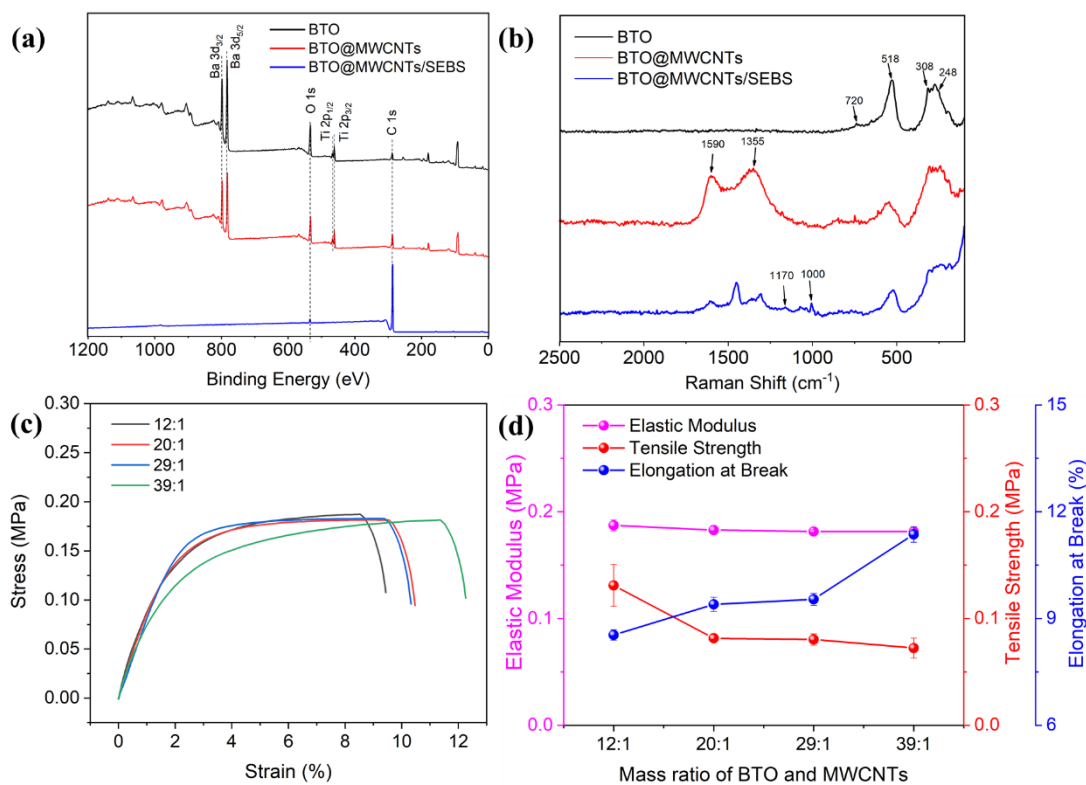 (a)
BTO
BTO@MWCNTs
BTO@MWCNTs/SEBS
Ba 3d3/2
Ba 3d5/2
O 1s
Ti 2p1/2
Ti 2p3/2
C 1s
1200 1000 800 600 400 200 0
Binding Energy (eV)
(b)
BTO
BTO@MWCNTs
BTO@MWCNTs/SEBS
720
518
308
248
1590
1355
1170
1000
2500 2000 1500 1000 500
Raman Shift (cm-1)
(c)
12:1
20:1
29:1
39:1
0.30
0.25
0.20
0.15
0.10
0.05
0.00
Stress (MPa)
0 2 4 6 8 10 12
Strain (%)
(d)
Elastic Modulus
Tensile Strength
Elongation at Break
0.3
0.2
0.1
0.0
Elastic Modulus (MPa)
0.3
0.2
0.1
0.0
Tensile Strength (MPa)
15
12
9
6
Elongation at Break (%)
12:1 20:1 29:1 39:1
Mass ratio of BTO and MWCNTs